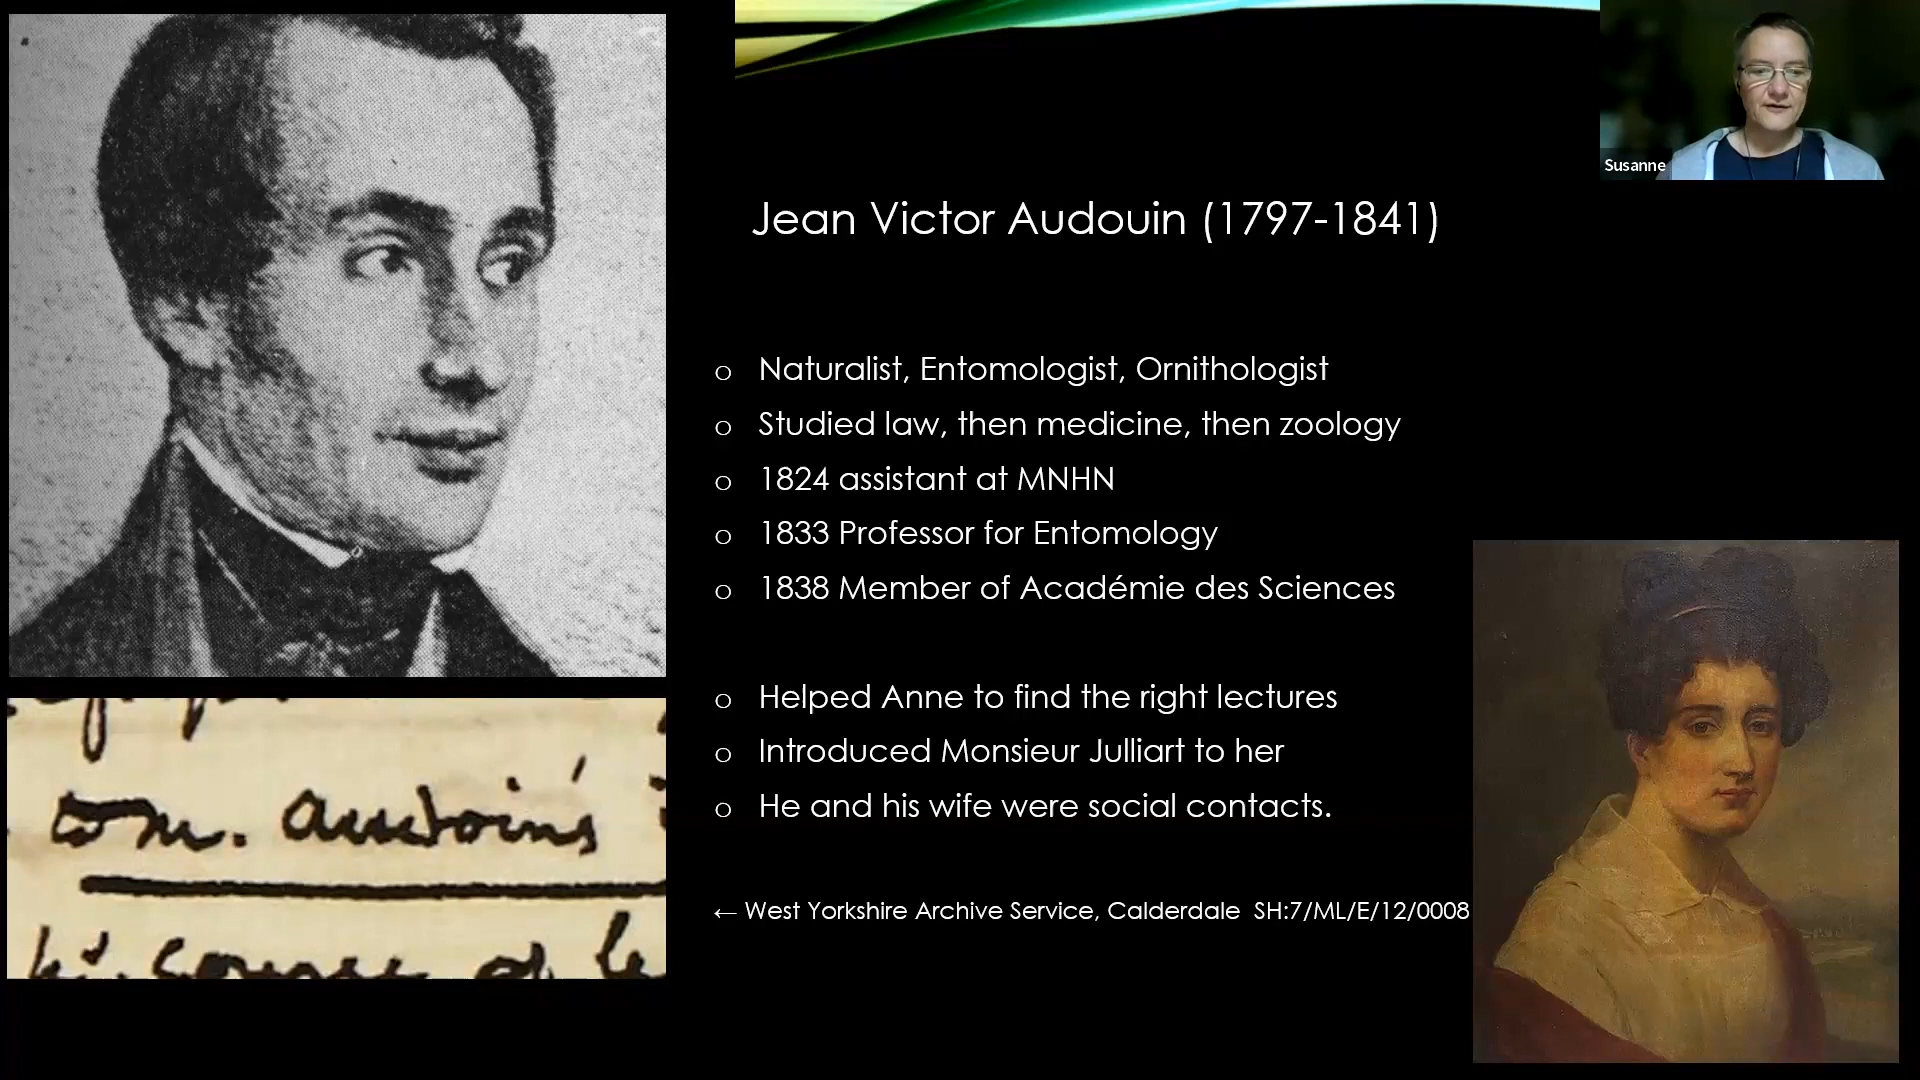 Susanne
Jean Victor Audouin (1797-1841)
o Naturalist, Entomologist, Ornithologist
o Studied law, then medicine, then zoology
o 1824 assistant at MNHN
o 1833 Professor for Entomology
o 1838 Member of Académie des Sciences
o Helped Anne to find the right lectures
o Introduced Monsieur Julliart to her
o He and his wife were social contacts.
← West Yorkshire Archive Service, Calderdale SH:7/ML/E/12/0008
m. Audoin's